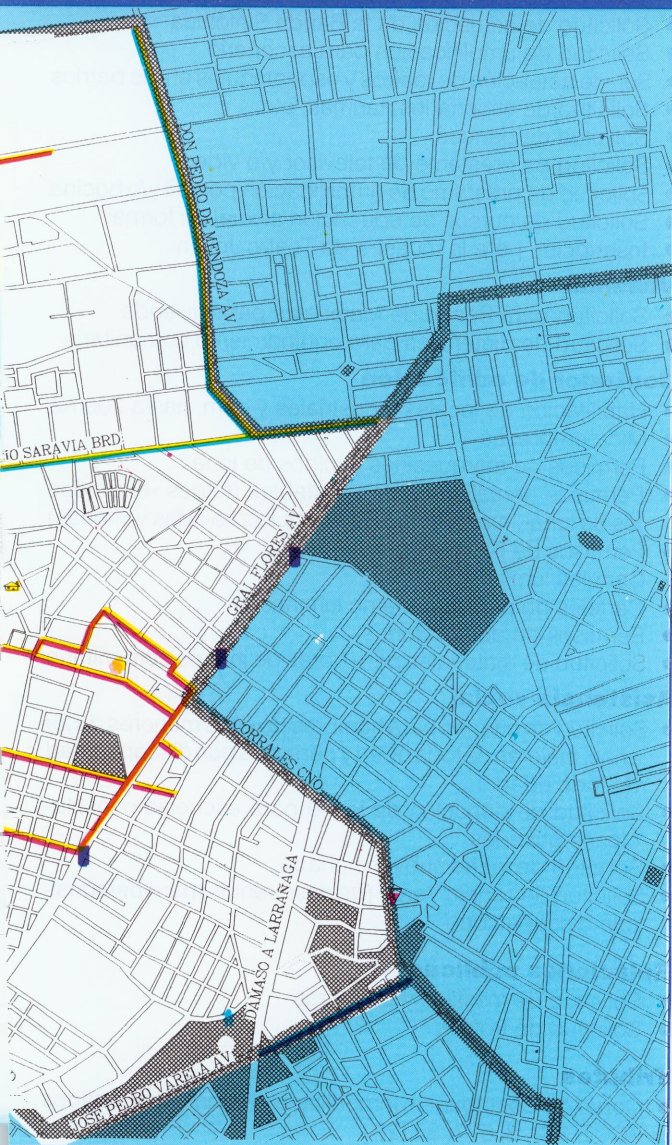 DON PEDRO DE MENDOZA AV
IO SARAVIA BRD
GRAL FLORES AV
CORRALES CNO
DAMASO A LARRAÑAGA
JOSE PEDRO VARELA AV